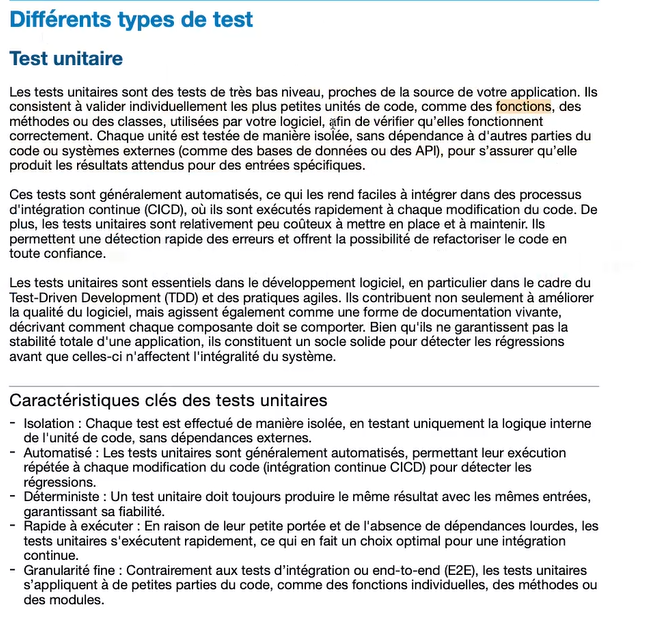 Différents types de test
Test unitaire
Les tests unitaires sont des tests de très bas niveau, proches de la source de votre application. Ils
consistent à valider individuellement les plus petites unités de code, comme des fonctions, des
méthodes ou des classes, utilisées par votre logiciel, afin de vérifier qu'elles fonctionnent
correctement. Chaque unité est testée de manière isolée, sans dépendance à d'autres parties du
code ou systèmes externes (comme des bases de données ou des API), pour s'assurer qu'elle
produit les résultats attendus pour des entrées spécifiques.
Ces tests sont généralement automatisés, ce qui les rend faciles à intégrer dans des processus
d'intégration continue (CICD), où ils sont exécutés rapidement à chaque modification du code. De
plus, les tests unitaires sont relativement peu coûteux à mettre en place et à maintenir. Ils
permettent une détection rapide des erreurs et offrent la possibilité de refactoriser le code en
toute confiance.
Les tests unitaires sont essentiels dans le développement logiciel, en particulier dans le cadre du
Test-Driven Development (TDD) et des pratiques agiles. Ils contribuent non seulement à améliorer
la qualité du logiciel, mais agissent également comme une forme de documentation vivante,
décrivant comment chaque composante doit se comporter. Bien qu'ils ne garantissent pas la
stabilité totale d'une application, ils constituent un socle solide pour détecter les régressions
avant que celles-ci n'affectent l'intégralité du système.
Caractéristiques clés des tests unitaires
- Isolation : Chaque test est effectué de manière isolée, en testant uniquement la logique interne
de l'unité de code, sans dépendances externes.
- Automatisé : Les tests unitaires sont généralement automatisés, permettant leur exécution
répétée à chaque modification du code (intégration continue CICD) pour détecter les
régressions.
- Déterministe : Un test unitaire doit toujours produire le même résultat avec les mêmes entrées,
garantissant sa fiabilité.
- Rapide à exécuter : En raison de leur petite portée et de l'absence de dépendances lourdes, les
tests unitaires s'exécutent rapidement, ce qui en fait un choix optimal pour une intégration
continue.
- Granularité fine : Contrairement aux tests d'intégration ou end-to-end (E2E), les tests unitaires
s'appliquent à de petites parties du code, comme des fonctions individuelles, des méthodes ou
des modules.